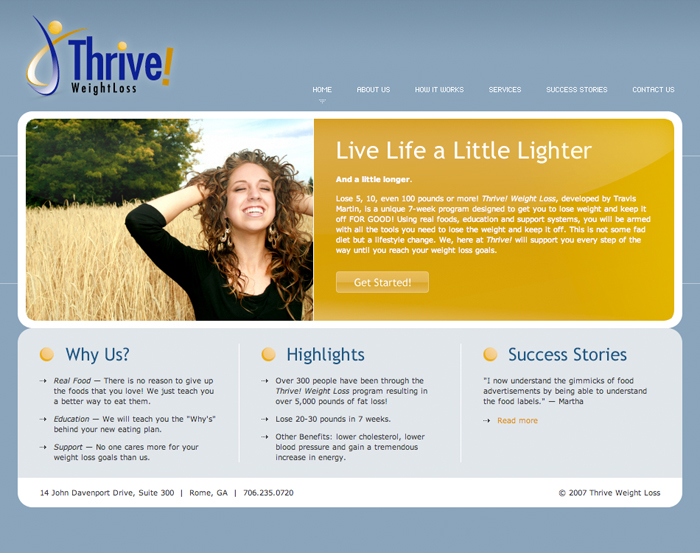 Thrive!
WeightLoss
HOME ABOUT US HOW IT WORKS SERVICES SUCCESS STORIES CONTACT US
Live Life a Little Lighter
And a little longer.
Lose 5, 10, even 100 pounds or more! Thrive! Weight Loss, developed by Travis
Martin, is a unique 7-week program designed to get you to lose weight and keep it
off FOR GOOD! Using real foods, education and support systems, you will be armed
with all the tools you need to lose the weight and keep it off. This is not some fad
diet but a lifestyle change. We, here at Thrive! will support you every step of the
way until you reach your weight loss goals.
Get Started!
Why Us?
Real Food — There is no reason to give up
the foods that you love! We just teach you
a better way to eat them.
Education — We will teach you the "Why's"
behind your new eating plan.
Support — No one cares more for your
weight loss goals than us.
Highlights
Over 300 people have been through the
Thrive! Weight Loss program resulting in
over 5,000 pounds of fat loss!
Lose 20-30 pounds in 7 weeks.
Other Benefits: lower cholesterol, lower
blood pressure and gain a tremendous
increase in energy.
Success Stories
"I now understand the gimmicks of food
advertisements by being able to understand
the food labels." — Martha
Read more
14 John Davenport Drive, Suite 300 | Rome, GA | 706.235.0720
© 2007 Thrive Weight Loss